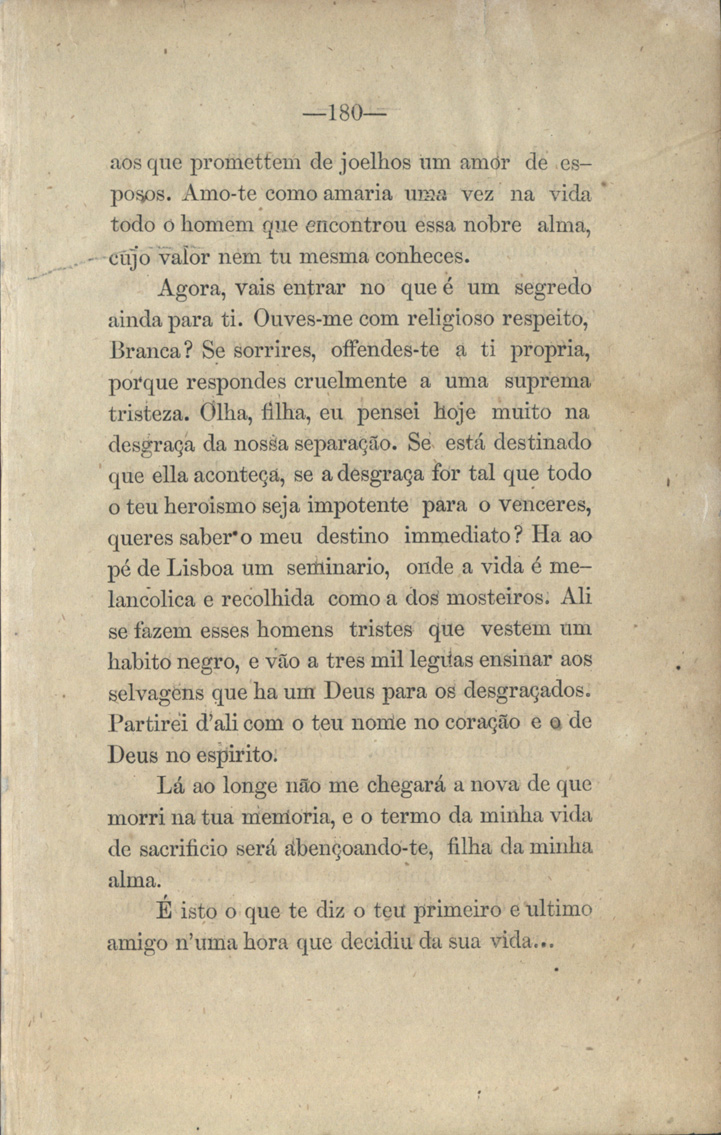 —180—
aos que promettem de joelhos um amor de es-
posos. Amo-te como amaria uma vez na vida
todo o homem que encontrou essa nobre alma,
cujo valor nem tu mesma conheces.
Agora, vais entrar no que é um segredo
ainda para ti. Ouves-me com religioso respeito,
Branca? Se sorrires, offendes-te a ti propria,
porque respondes cruelmente a uma suprema
tristeza. Olha, filha, eu pensei hoje muito na
desgraça da nossa separação. Se está destinado
que ella aconteça, se a desgraça for tal que todo
o teu heroismo seja impotente para o venceres,
queres saber o meu destino immediato? Ha ao
pé de Lisboa um seminario, onde a vida é me-
lancolica e recolhida como a dos mosteiros. Ali
se fazem esses homens tristes que vestem um
habito negro, e vão a tres mil leguas ensinar aos
selvagens que ha um Deus para os desgraçados.
Partirei d'ali com o teu nome no coração e o de
Deus no espirito.
Lá ao longe não me chegará a nova de que
morri na tua memoria, e o termo da minha vida
de sacrificio será abençoando-te, filha da minha
alma.
É isto o que te diz o teu primeiro e ultimo
amigo n'uma hora que decidiu da sua vida...